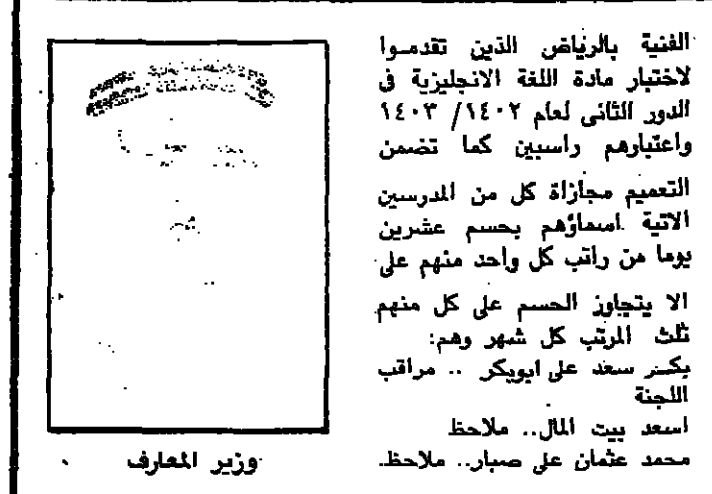 الفنية بالرياض الذين تقدموا
لاختبار مادة اللغة الانجليزية فى
الدور الثانى لعام ١٤٠٢/ ١٤٠٣
واعتبارهم راسبين كما تضمن
التعميم مجازاة كل من المدرسين
الاتية اسماؤهم بحسم عشرين
يوما من راتب كل واحد منهم على
الا يتجاوز الحسم على كل منهم
ثلث المرتب كل شهر وهم:
بكر سعد على ابوبكر .. مراقب
اللجنة
اسعد بيت المال.. ملاحظ
محمد عثمان على صبار.. ملاحظ.
وزير المعارف